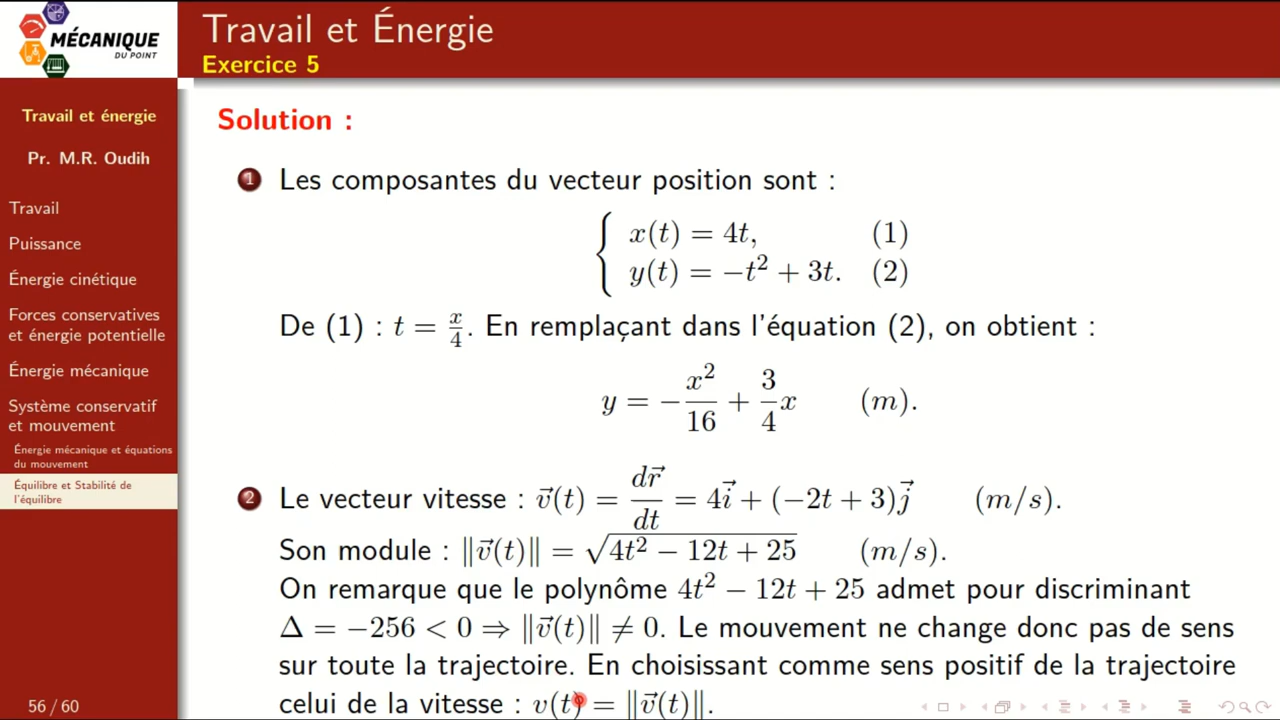 MÉCANIQUE
DU POINT
Travail et Énergie
Exercice 5
Travail et énergie
Pr. M.R. Oudih
Travail
Puissance
Énergie cinétique
Forces conservatives
et énergie potentielle
Énergie mécanique
Système conservatif
et mouvement
Énergie mécanique et équations
du mouvement
Équilibre et Stabilité de
l'équilibre
56 / 60
Solution :
1 Les composantes du vecteur position sont :
{ x(t) = 4t, (1)
y(t) = −t² + 3t. (2)
De (1) : t = x/4. En remplaçant dans l'équation (2), on obtient :
y = −x²/16 + 3/4 x (m).
2 Le vecteur vitesse : v⃗(t) = dr⃗/dt = 4i⃗ + (−2t + 3)j⃗ (m/s).
Son module : ‖v⃗(t)‖ = √(4t² − 12t + 25) (m/s).
On remarque que le polynôme 4t² − 12t + 25 admet pour discriminant
Δ = −256 < 0 ⇒ ‖v⃗(t)‖ ≠ 0. Le mouvement ne change donc pas de sens
sur toute la trajectoire. En choisissant comme sens positif de la trajectoire
celui de la vitesse : v(t) = ‖v⃗(t)‖.